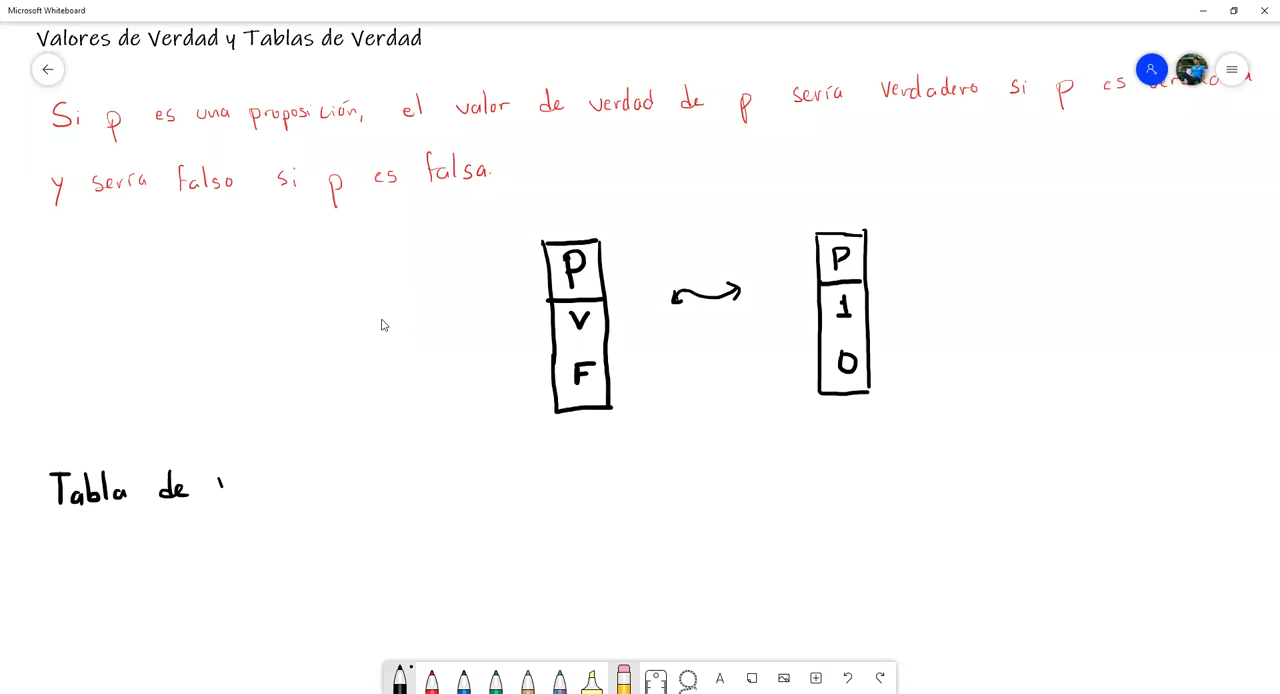 Microsoft Whiteboard
Valores de Verdad y Tablas de Verdad
Si p es una proposición, el valor de verdad de p sería verdadero si p es
y sería falso si p es falsa.
P
V
F
P
1
0
Tabla de
A